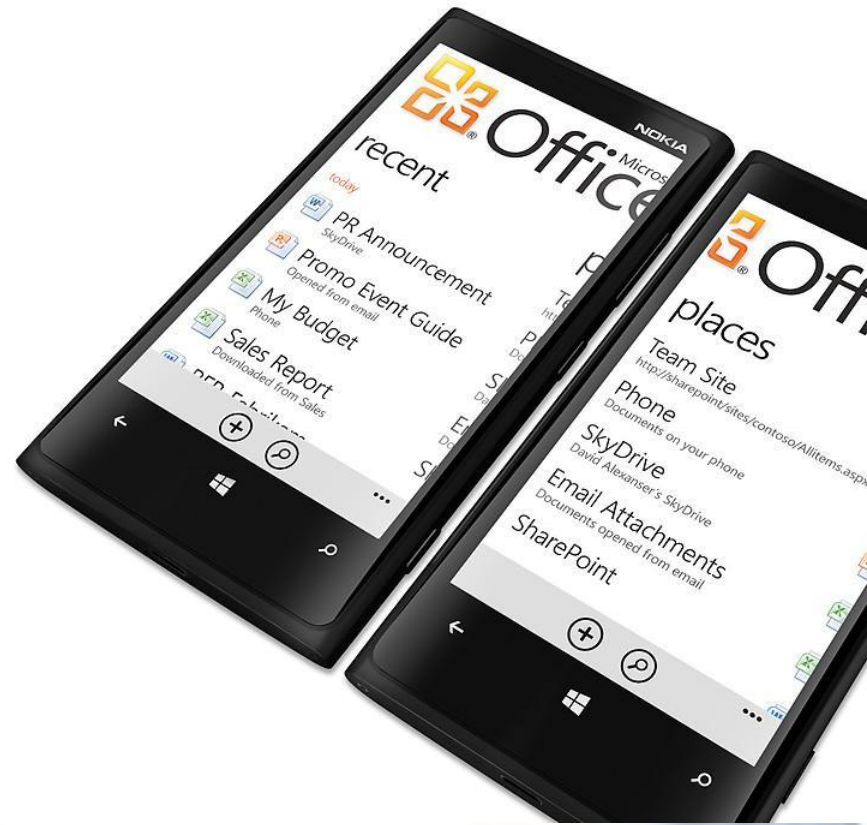 NOKIA
Office
Micros
recent
today
PR Announcement
SkyDrive
Promo Event Guide
Opened from email
My Budget
Phone
Sales Report
Downloaded from Sales
Off
places
Team Site
http://sharepoint/sites/contoso/Allitems.aspx
Phone
Documents on your phone
SkyDrive
David Alexanser's SkyDrive
Email Attachments
Documents opened from email
SharePoint